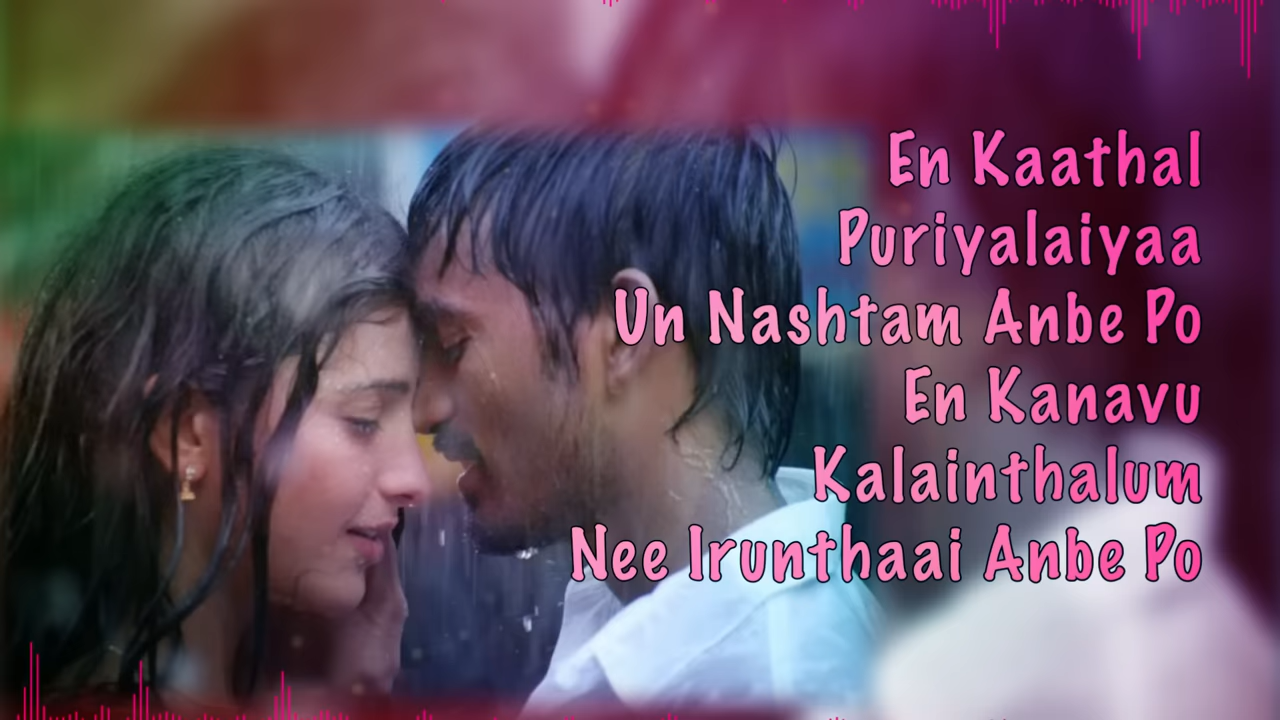 En Kaathal
Puriyalaiyaa
Un Nashtam Anbe Po
En Kanavu
Kalainthalum
Nee Irunthaai Anbe Po